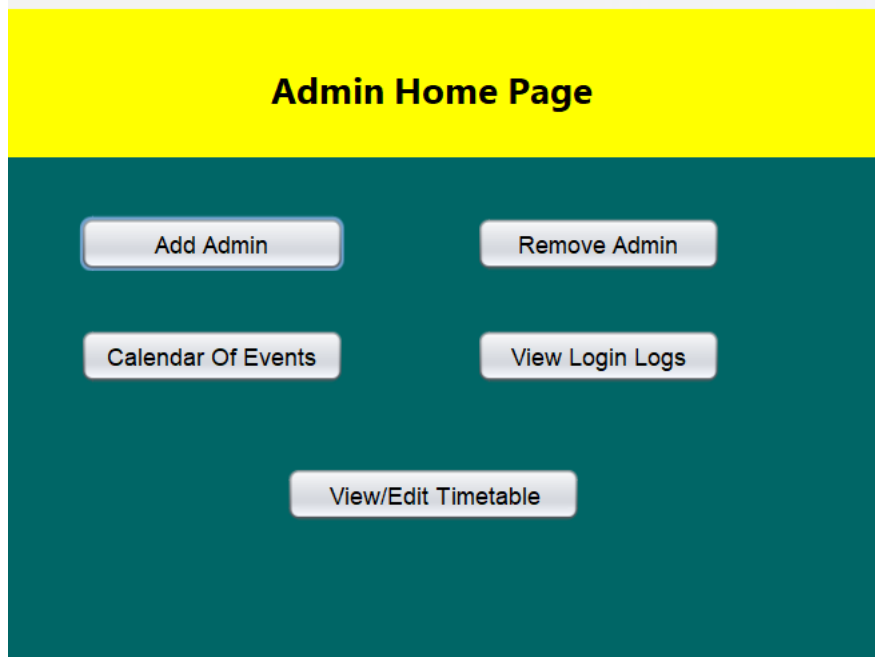 Admin Home Page
Add Admin
Remove Admin
Calendar Of Events
View Login Logs
View/Edit Timetable